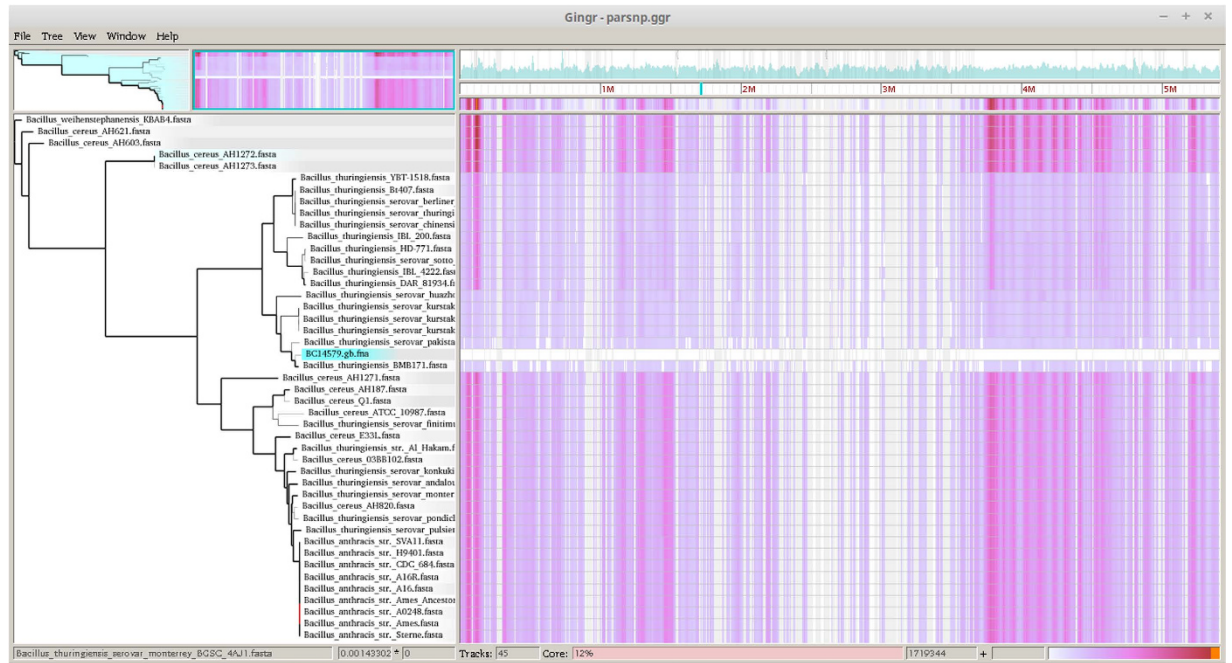 Gingr - parsnp.ggr
File Tree View Window Help
1M 2M 3M 4M 5M
Bacillus_weihenstephanensis_KBAB4.fasta
Bacillus_cereus_AH621.fasta
Bacillus_cereus_AH603.fasta
Bacillus_cereus_AH1272.fasta
Bacillus_cereus_AH1273.fasta
Bacillus_thuringiensis_YBT-1518.fasta
Bacillus_thuringiensis_Bt407.fasta
Bacillus_thuringiensis_serovar_berliner
Bacillus_thuringiensis_serovar_thuringi
Bacillus_thuringiensis_serovar_chinensi
Bacillus_thuringiensis_IBL_200.fasta
Bacillus_thuringiensis_HD-771.fasta
Bacillus_thuringiensis_serovar_sotto_
Bacillus_thuringiensis_IBL_4222.fas
Bacillus_thuringiensis_DAR_81934.fa
Bacillus_thuringiensis_serovar_huazh
Bacillus_thuringiensis_serovar_kurstak
Bacillus_thuringiensis_serovar_kurstak
Bacillus_thuringiensis_serovar_kurstak
Bacillus_thuringiensis_serovar_pakista
BC14579.gb.fna
Bacillus_thuringiensis_BMB171.fasta
Bacillus_cereus_AH1271.fasta
Bacillus_cereus_AH187.fasta
Bacillus_cereus_Q1.fasta
Bacillus_cereus_ATCC_10987.fasta
Bacillus_thuringiensis_serovar_finitimu
Bacillus_cereus_E33L.fasta
Bacillus_thuringiensis_str._Al_Hakam.f
Bacillus_cereus_03BB102.fasta
Bacillus_thuringiensis_serovar_konkuki
Bacillus_thuringiensis_serovar_andalou
Bacillus_thuringiensis_serovar_monter
Bacillus_cereus_AH820.fasta
Bacillus_thuringiensis_serovar_pondicl
Bacillus_thuringiensis_serovar_pulsier
Bacillus_anthracis_str._SVA11.fasta
Bacillus_anthracis_str._H9401.fasta
Bacillus_anthracis_str._CDC_684.fasta
Bacillus_anthracis_str._A16R.fasta
Bacillus_anthracis_str._A16.fasta
Bacillus_anthracis_str._Ames_Ancestor
Bacillus_anthracis_str._A0248.fasta
Bacillus_anthracis_str._Ames.fasta
Bacillus_anthracis_str._Sterne.fasta
Bacillus_thuringiensis_serovar_monterrey_BGSC_4AJ1.fasta 0.00143302 * 0 Tracks: 45 Core: 12% 1719344 +